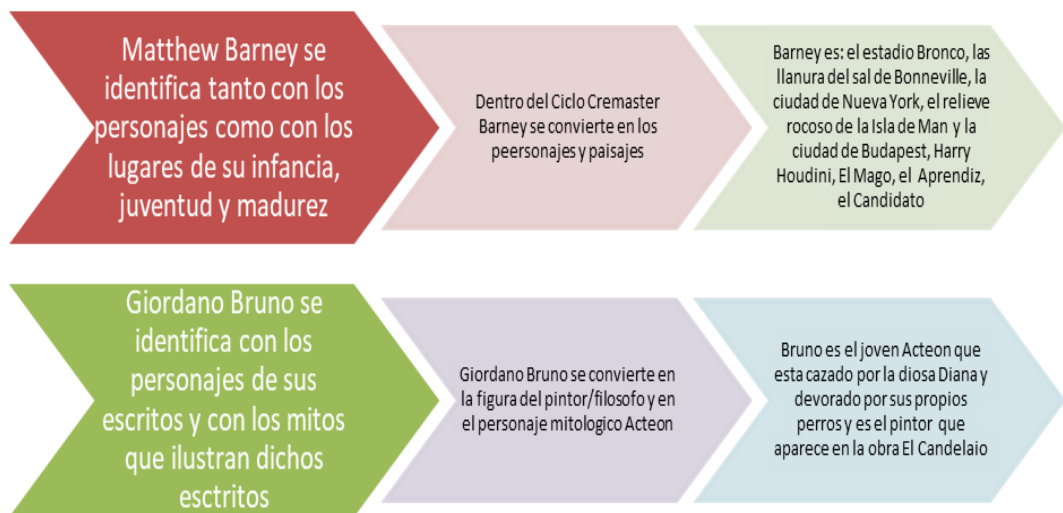 Matthew Barney se
identifica tanto con los
personajes como con los
lugares de su infancia,
juventud y madurez
Dentro del Ciclo Cremaster
Barney se convierte en los
peersonajes y paisajes
Barney es: el estadio Bronco, las
llanura del sal de Bonneville, la
ciudad de Nueva York, el relieve
rocoso de la Isla de Man y la
ciudad de Budapest, Harry
Houdini, El Mago, el Aprendiz,
el Candidato
Giordano Bruno se
identifica con los
personajes de sus
escritos y con los mitos
que ilustran dichos
esctritos
Giordano Bruno se convierte en
la figura del pintor/filosofo y en
el personaje mitologico Acteon
Bruno es el joven Acteon que
esta cazado por la diosa Diana y
devorado por sus propios
perros y es el pintor que
aparece en la obra El Candelaio